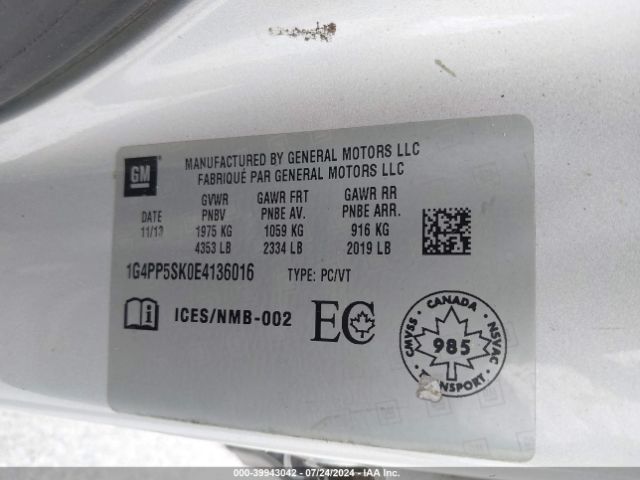 GM
MANUFACTURED BY GENERAL MOTORS LLC
FABRIQUÉ PAR GENERAL MOTORS LLC
GVWR GAWR FRT GAWR RR
DATE PNBV PNBE AV. PNBE ARR.
11/13 1975 KG 1059 KG 916 KG
4353 LB 2334 LB 2019 LB
1G4PP5SK0E4136016 TYPE: PC/VT
i ICES/NMB-002 EC
CANADA
CMVSS 985 NSVAC
TRANSPORT
000-39943042 - 07/24/2024 - IAA Inc.